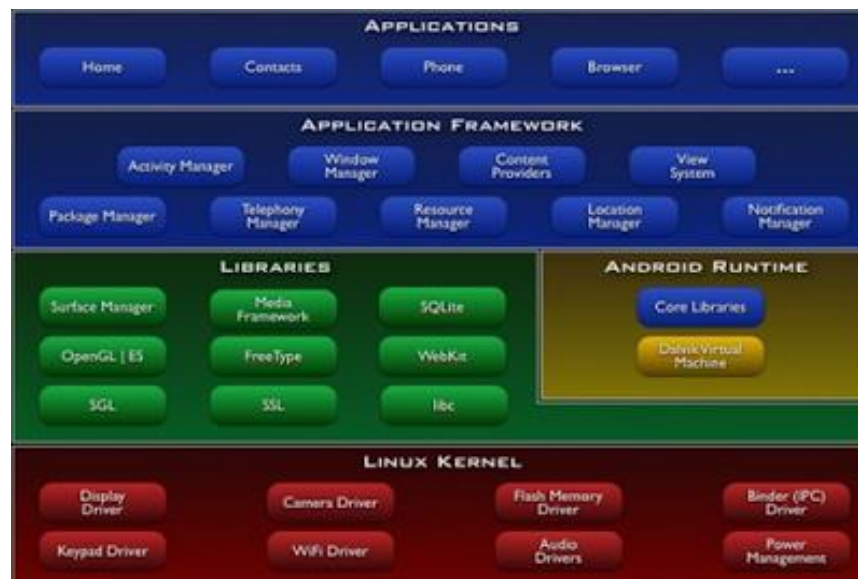 APPLICATIONS
Home
Contacts
Phone
Browser
...
APPLICATION FRAMEWORK
Activity Manager
Window
Manager
Content
Providers
View
System
Package Manager
Telephony
Manager
Resource
Manager
Location
Manager
Notification
Manager
LIBRARIES
Surface Manager
Media
Framework
SQLite
OpenGL | ES
FreeType
WebKit
SGL
SSL
libc
ANDROID RUNTIME
Core Libraries
Dalvik Virtual
Machine
LINUX KERNEL
Display
Driver
Camera Driver
Flash Memory
Driver
Binder (IPC)
Driver
Keypad Driver
WiFi Driver
Audio
Drivers
Power
Management